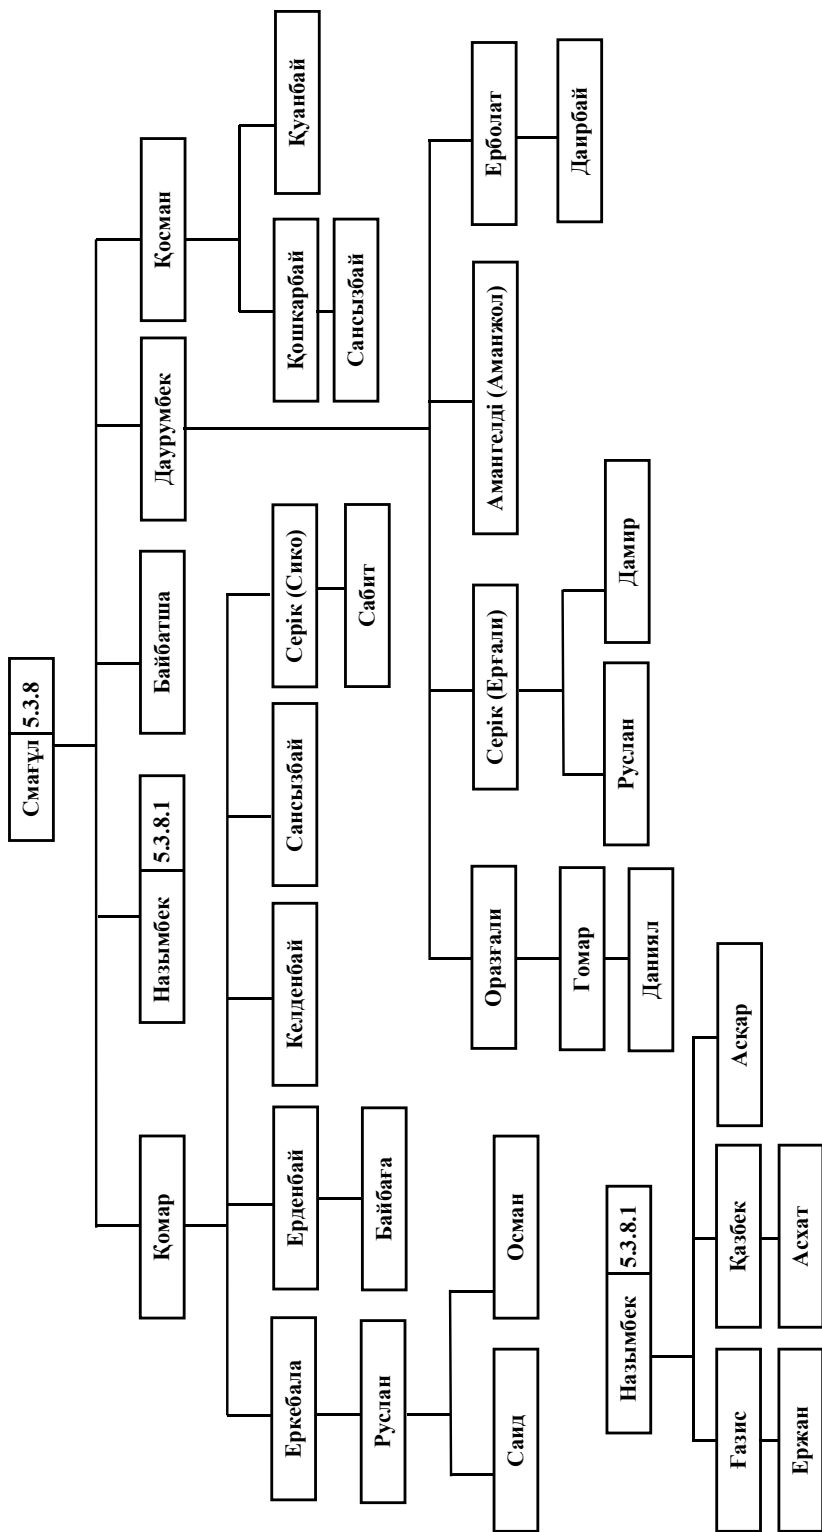 Смағұл 5.3.8
Қомар
Назымбек 5.3.8.1
Байбатша
Даурумбек
Қосман
Еркебала
Ерденбай
Келденбай
Сансызбай
Серік (Сико)
Қошкарбай
Қуанбай
Руслан
Байбаға
Сабит
Сансызбай
Саид
Осман
Оразғали
Серік (Ерғали)
Амангелді (Аманжол)
Ерболат
Гомар
Руслан
Дамир
Даирбай
Даниял
Назымбек 5.3.8.1
Ғазис
Қазбек
Асқар
Ержан
Асхат